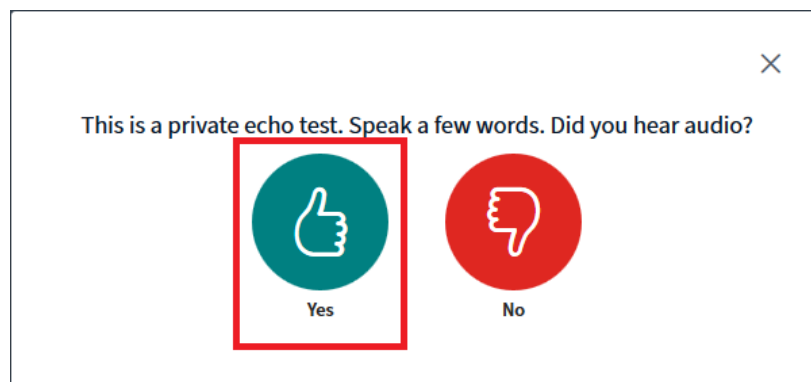 This is a private echo test. Speak a few words. Did you hear audio?
Yes
No